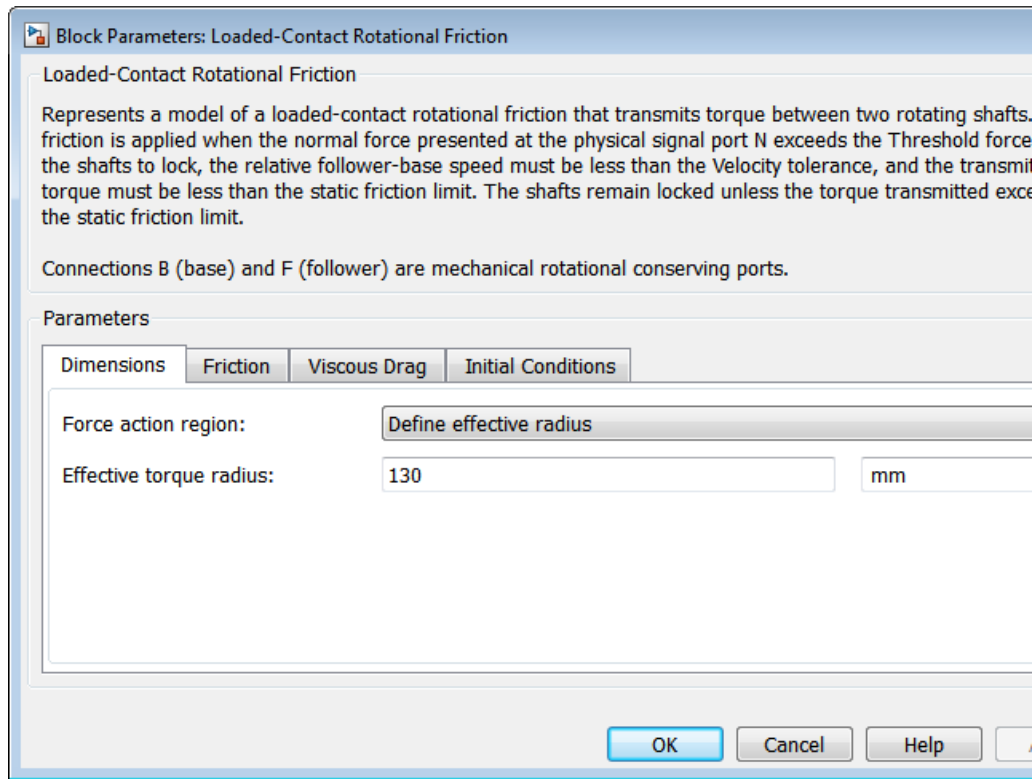 Block Parameters: Loaded-Contact Rotational Friction
Loaded-Contact Rotational Friction
Represents a model of a loaded-contact rotational friction that transmits torque between two rotating shafts.
friction is applied when the normal force presented at the physical signal port N exceeds the Threshold force
the shafts to lock, the relative follower-base speed must be less than the Velocity tolerance, and the
torque must be less than the static friction limit. The shafts remain locked unless the torque transmitted
the static friction limit.
Connections B (base) and F (follower) are mechanical rotational conserving ports.
Parameters
Dimensions Friction Viscous Drag Initial Conditions
Force action region: Define effective radius
Effective torque radius: 130 mm
OK Cancel Help